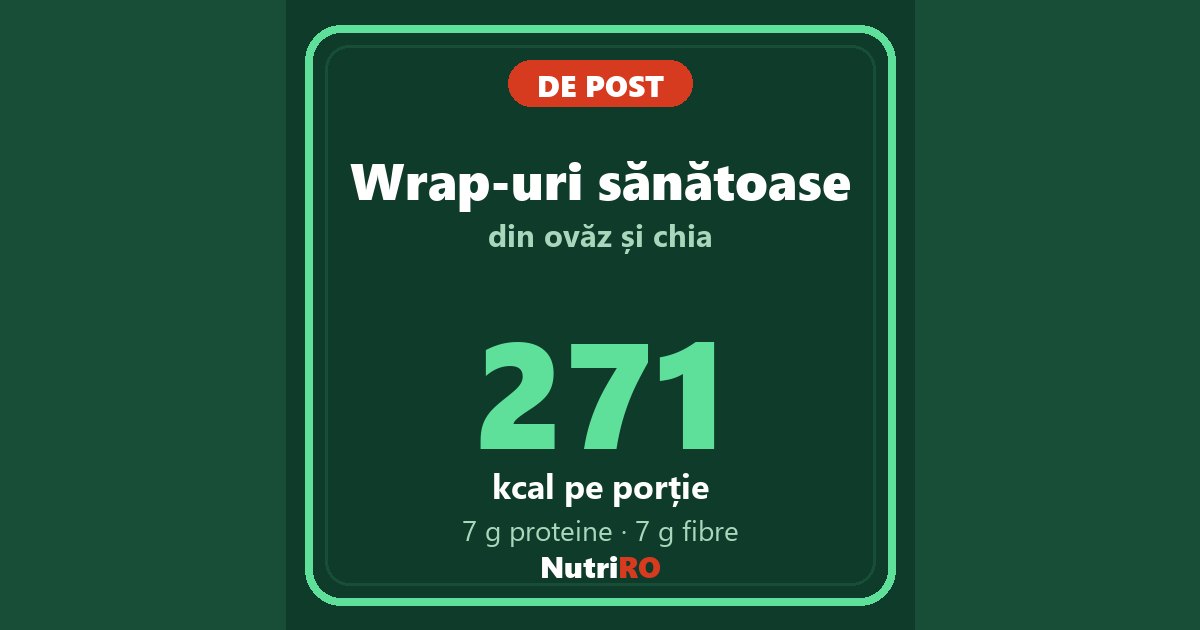 DE POST
Wrap-uri sănătoase
din ovăz și chia
271
kcal pe porție
7 g proteine · 7 g fibre
NutriRO